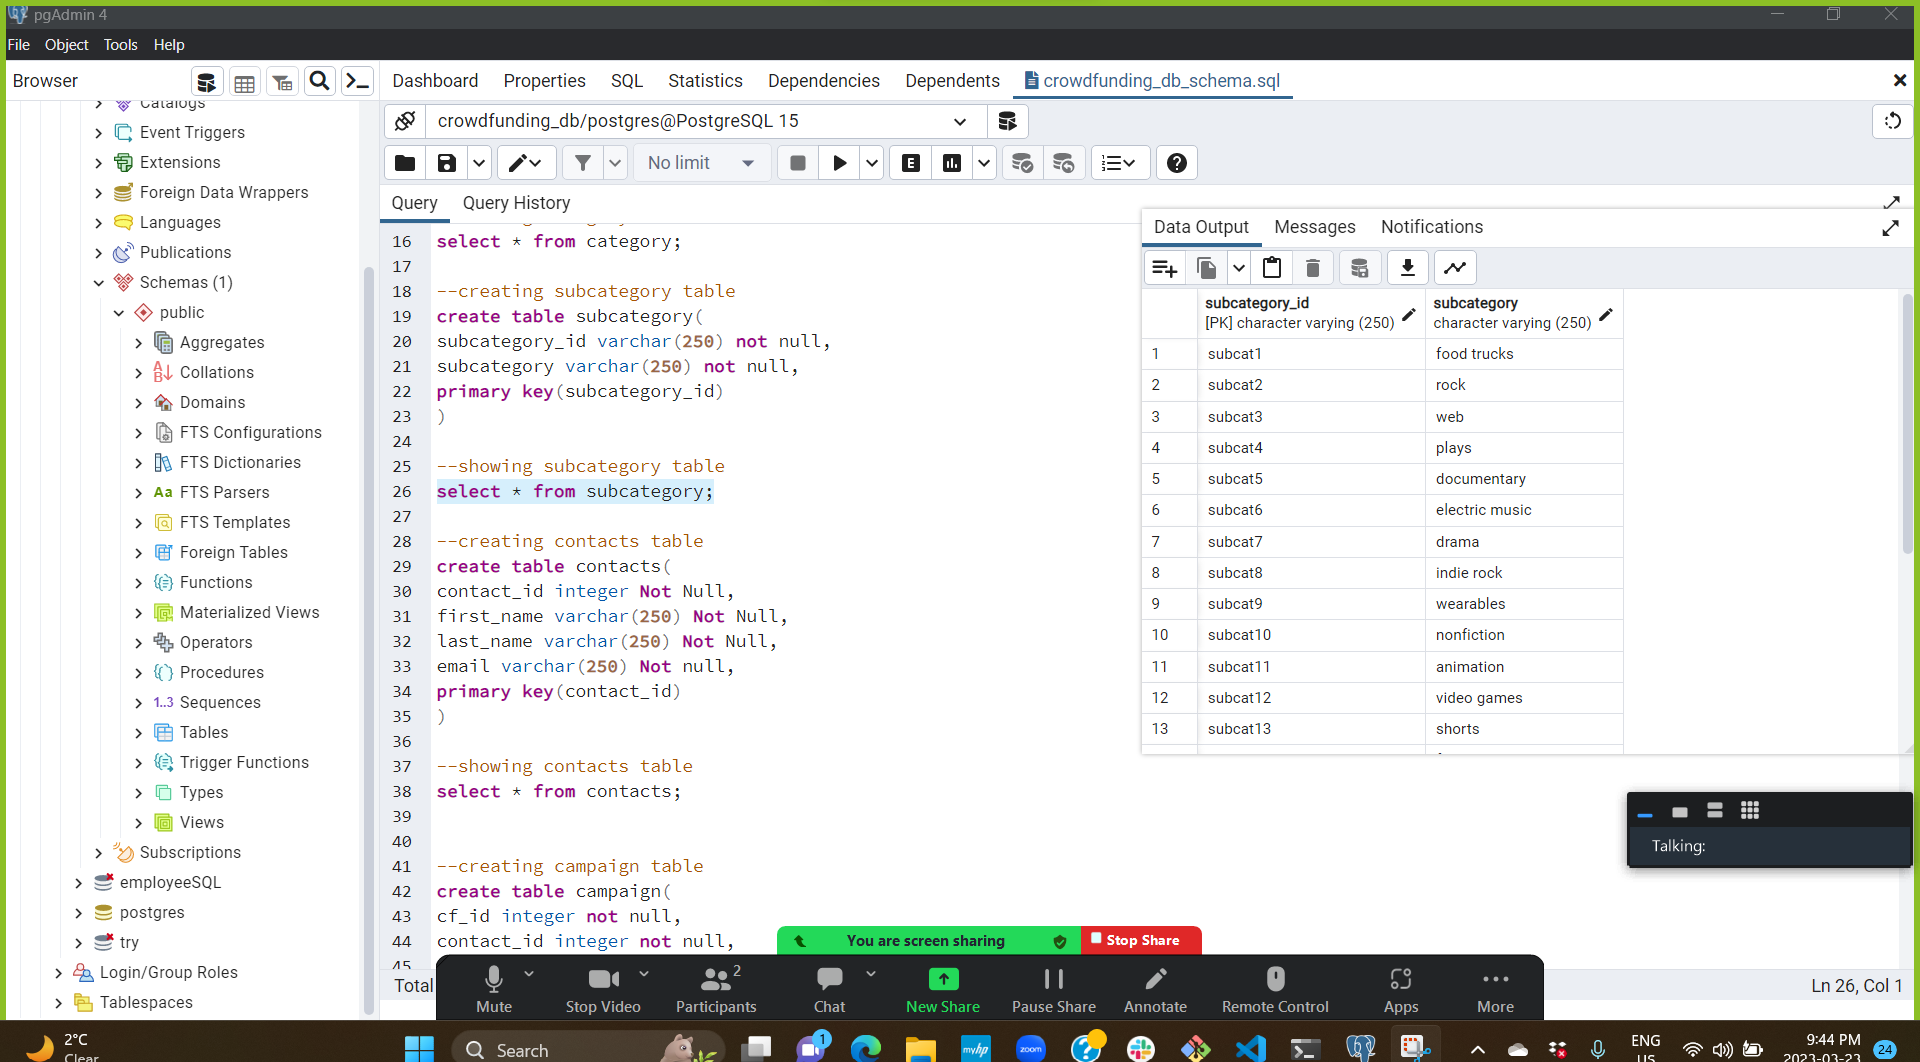 pgAdmin 4
File Object Tools Help
Browser
Dashboard Properties SQL Statistics Dependencies Dependents crowdfunding_db_schema.sql
Catalogs
Event Triggers
Extensions
Foreign Data Wrappers
Languages
Publications
Schemas (1)
public
Aggregates
Collations
Domains
FTS Configurations
FTS Dictionaries
Aa FTS Parsers
FTS Templates
Foreign Tables
Functions
Materialized Views
Operators
Procedures
1..3 Sequences
Tables
Trigger Functions
Types
Views
Subscriptions
employeeSQL
postgres
try
Login/Group Roles
Tablespaces
crowdfunding_db/postgres@PostgreSQL 15
No limit
E
Query Query History
16 select * from category;
17
18 --creating subcategory table
19 create table subcategory(
20 subcategory_id varchar(250) not null,
21 subcategory varchar(250) not null,
22 primary key(subcategory_id)
23 )
24
25 --showing subcategory table
26 select * from subcategory;
27
28 --creating contacts table
29 create table contacts(
30 contact_id integer Not Null,
31 first_name varchar(250) Not Null,
32 last_name varchar(250) Not Null,
33 email varchar(250) Not null,
34 primary key(contact_id)
35 )
36
37 --showing contacts table
38 select * from contacts;
39
40
41 --creating campaign table
42 create table campaign(
43 cf_id integer not null,
44 contact_id integer not null,
45
Data Output Messages Notifications
subcategory_id subcategory
[PK] character varying (250) character varying (250)
1 subcat1 food trucks
2 subcat2 rock
3 subcat3 web
4 subcat4 plays
5 subcat5 documentary
6 subcat6 electric music
7 subcat7 drama
8 subcat8 indie rock
9 subcat9 wearables
10 subcat10 nonfiction
11 subcat11 animation
12 subcat12 video games
13 subcat13 shorts
Talking:
You are screen sharing Stop Share
Total
Ln 26, Col 1
2
Mute Stop Video Participants Chat New Share Pause Share Annotate Remote Control Apps More
2°C
Clear
Search
1
myhp
zoom
ENG
US
9:44 PM
2023-03-23
24